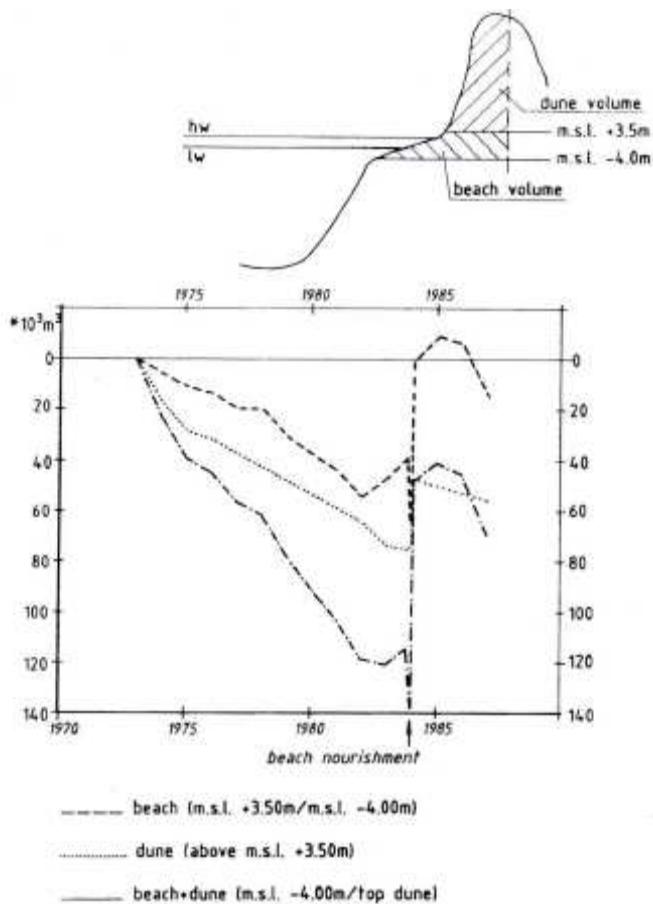 dune volume
hw
m.s.l. +3.5m
lw
m.s.l. -4.0m
beach volume
1975 1980 1985
*10³m³
0 0
20 20
40 40
60 60
80 80
100 100
120 120
140 140
1970 1975 1980 1985
beach nourishment
beach (m.s.l. +3.50m/m.s.l. -4.00m)
dune (above m.s.l. +3.50m)
beach+dune (m.s.l. -4.00m/top dune)